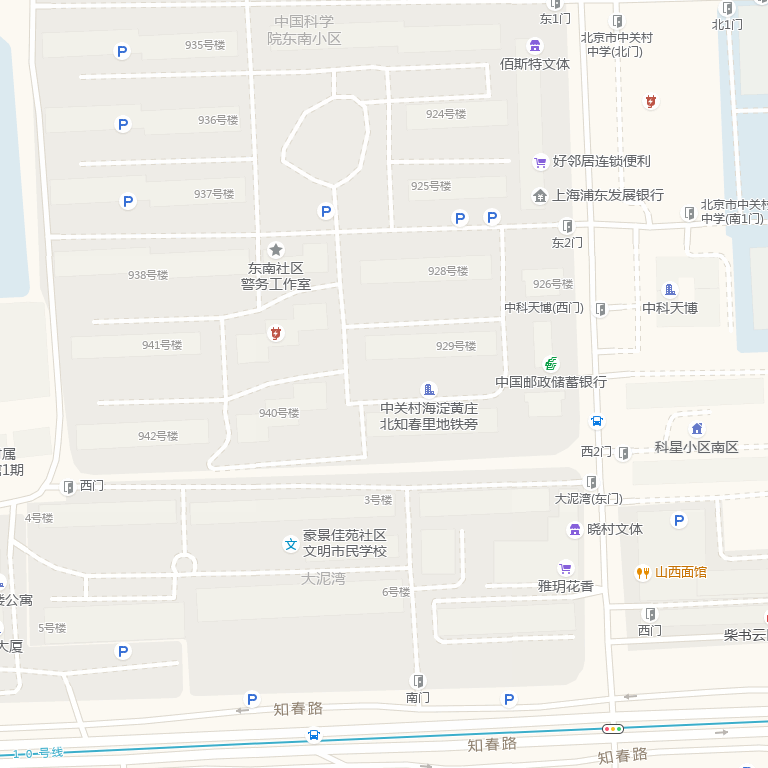 中国科学
院东南小区
东1门
北1门
北京市中关村
中学(北门)
935号楼
P
佰斯特文体
936号楼
P
924号楼
好邻居连锁便利
925号楼
937号楼
P
上海浦东发展银行
P
P
P
北京市中关村
中学(南1门)
东2门
东南社区
警务工作室
938号楼
928号楼
926号楼
中科天博(西门)
中科天博
941号楼
929号楼
中国邮政储蓄银行
940号楼
中关村海淀黄庄
北知春里地铁旁
942号楼
西2门
科星小区南区
属
1期
西门
大泥湾(东门)
3号楼
4号楼
P
豪景佳苑社区
文明市民学校
文
晓村文体
大泥湾
山西面馆
雅玥花香
6号楼
楼公寓
5号楼
大厦
西门
柴书云
P
南门
P
P
知春路
知春路
知春路
10号线